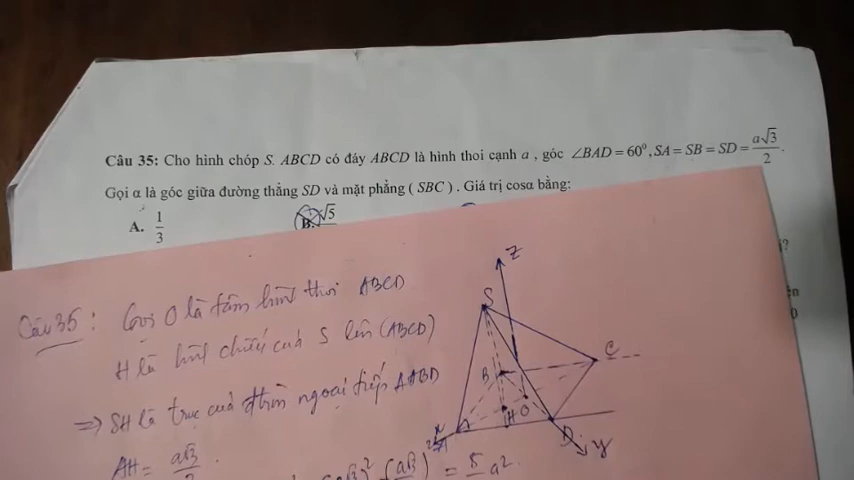 Câu 35: Cho hình chóp S. ABCD có đáy ABCD là hình thoi cạnh a , góc ∠BAD = 60⁰, SA = SB = SD = a√3/2.
Gọi α là góc giữa đường thẳng SD và mặt phẳng ( SBC ) . Giá trị cosα bằng:
A. 1/3
B. √5
Câu 35 : Gọi O là tâm hình thoi ABCD
H là hình chiếu của S lên (ABCD)
=> SH là trục của đtròn ngoại tiếp ΔABD
AH = a√3
= 5 a².
z
S
B
C
H
O
A
D
y